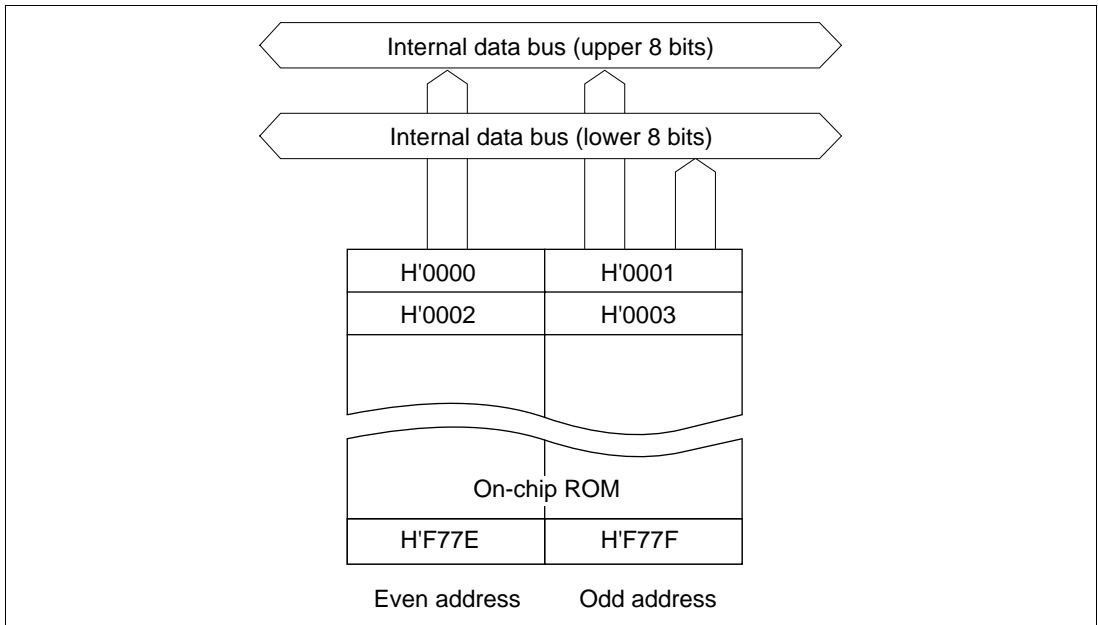 Internal data bus (upper 8 bits)
Internal data bus (lower 8 bits)
H'0000 H'0001
H'0002 H'0003
On-chip ROM
H'F77E H'F77F
Even address Odd address